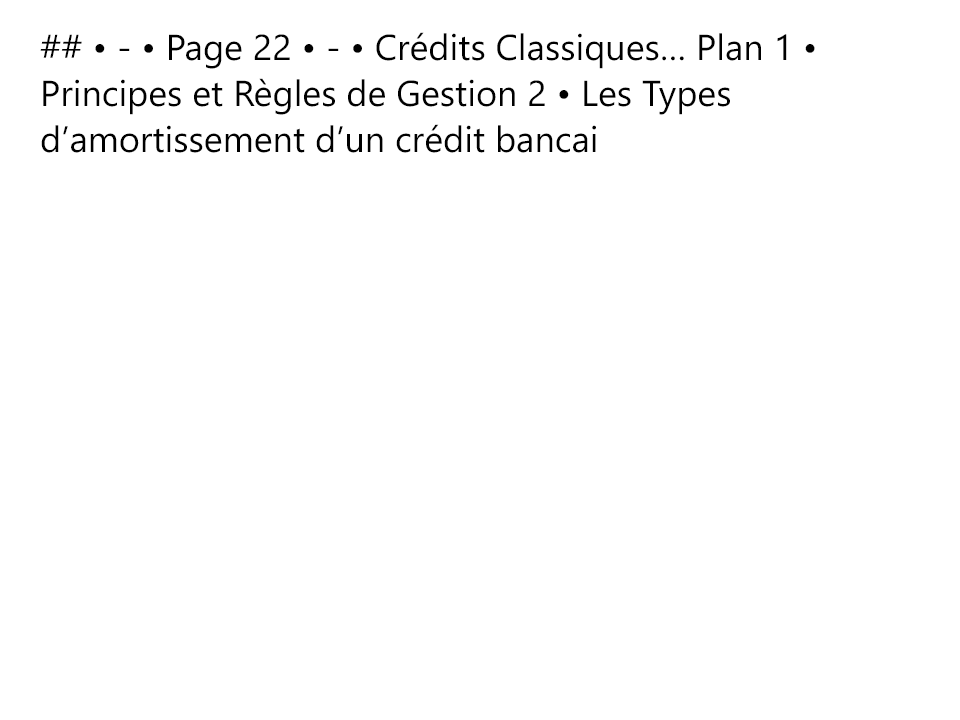 ## • - • Page 22 • - • Crédits Classiques… Plan 1 •
Principes et Règles de Gestion 2 • Les Types
d’amortissement d’un crédit bancai